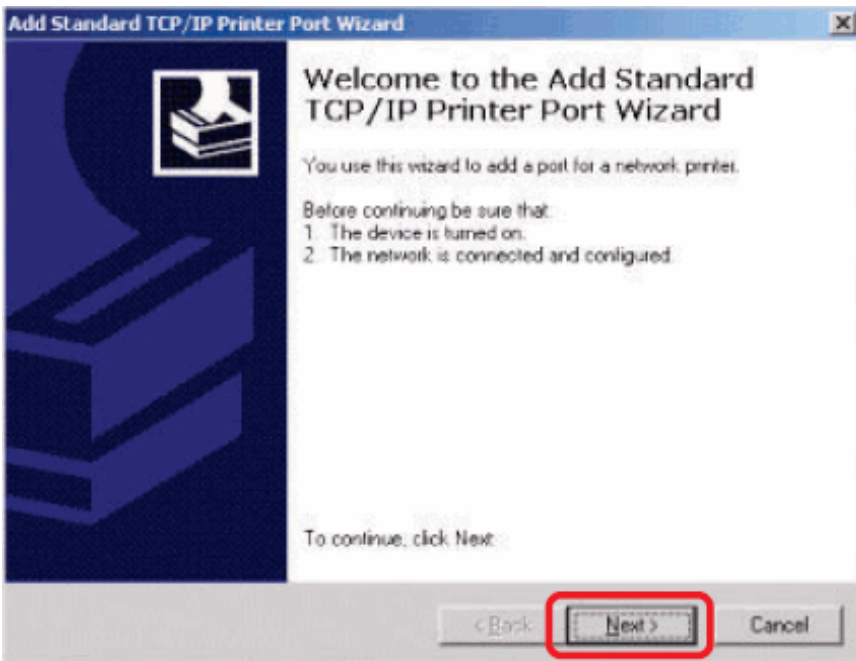 Add Standard TCP/IP Printer Port Wizard
Welcome to the Add Standard
TCP/IP Printer Port Wizard
You use this wizard to add a port for a network printer.
Before continuing be sure that:
1. The device is turned on.
2. The network is connected and configured.
To continue, click Next.
< Back
Next >
Cancel